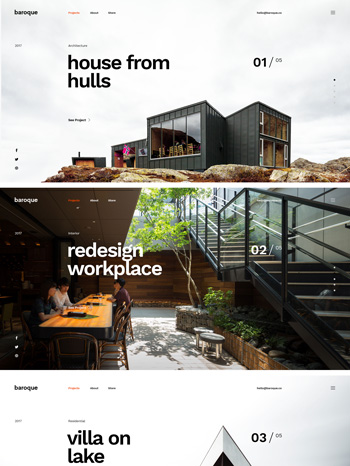 baroque
Projects About Store hello@baroque.co
2017 Architecture
house from
hulls
01 / 05
See Project
baroque
Projects About Store
2017 Interior
redesign
workplace
02 / 05
See Project
baroque
Projects About Store hello@baroque.co
2017 Residential
villa on
lake
03 / 05